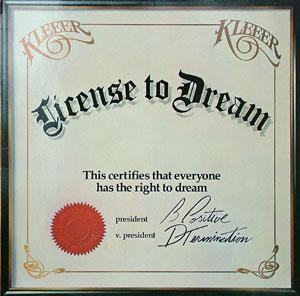 KLEEER KLEEER
License to Dream
This certifies that everyone
has the right to dream
president B Positive
v. president D Termination